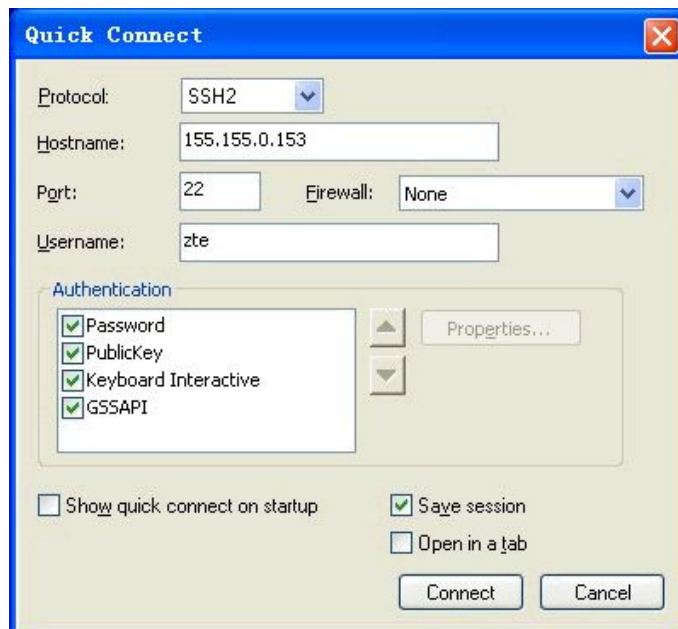 Quick Connect
Protocol: SSH2
Hostname: 155.155.0.153
Port: 22 Firewall: None
Username: zte
Authentication
Password Properties...
PublicKey
Keyboard Interactive
GSSAPI
Show quick connect on startup Save session
Open in a tab
Connect Cancel